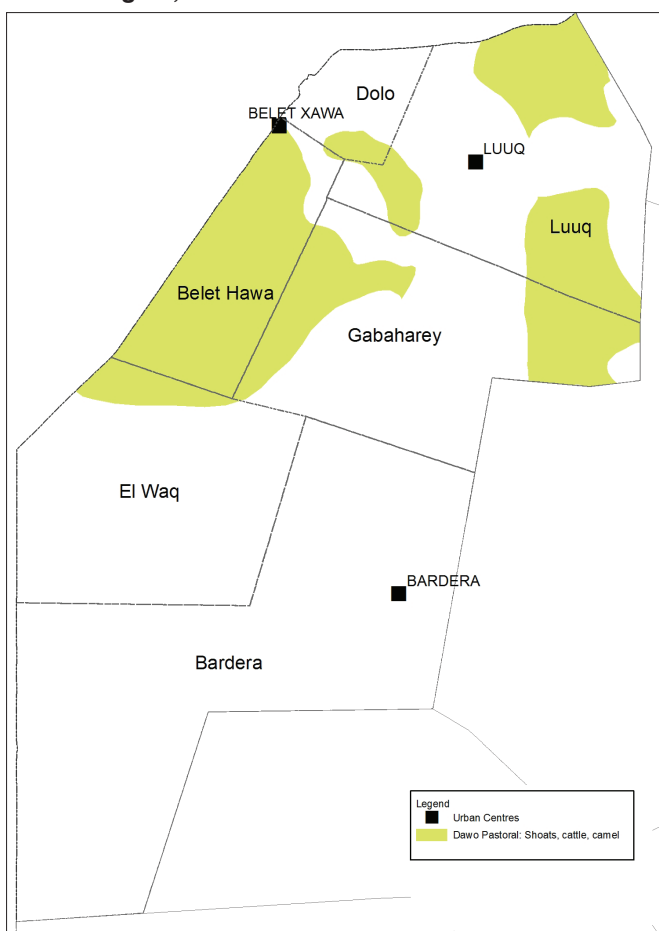 Dolo
BELET XAWA
LUUQ
Luuq
Belet Hawa
Gabaharey
El Waq
BARDERA
Bardera
Legend
Urban Centres
Dawo Pastoral: Shoats, cattle, camel